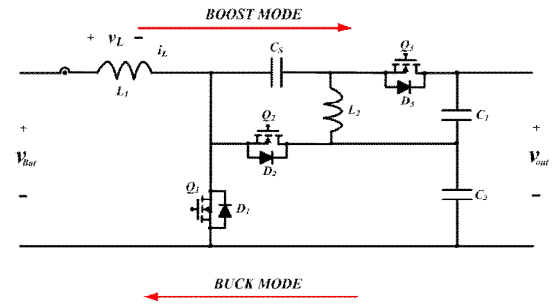 BOOST MODE
+ vL −
iL
CS
Q3
L1
D3
L2
C1
Q2
+
vBat
−
D2
+
vout
−
Q1
D1
C2
BUCK MODE